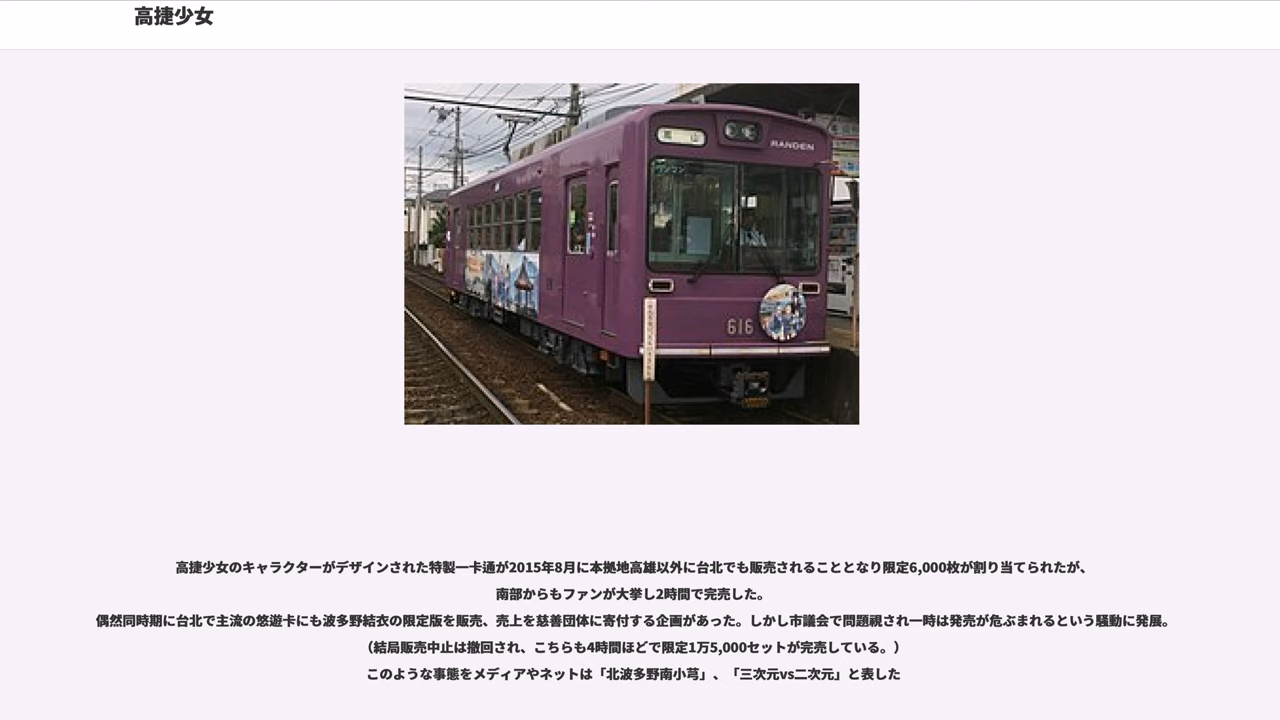 高捷少女
嵐山
RANDEN
ワンマン
616
高捷少女のキャラクターがデザインされた特製一卡通が2015年8月に本拠地高雄以外に台北でも販売されることとなり限定6,000枚が割り当てられたが、
南部からもファンが大挙し2時間で完売した。
偶然同時期に台北で主流の悠遊卡にも波多野結衣の限定版を販売、売上を慈善団体に寄付する企画があった。しかし市議会で問題視され一時は発売が危ぶまれるという騒動に発展。
（結局販売中止は撤回され、こちらも4時間ほどで限定1万5,000セットが完売している。）
このような事態をメディアやネットは「北波多野南小芎」、「三次元vs二次元」と表した